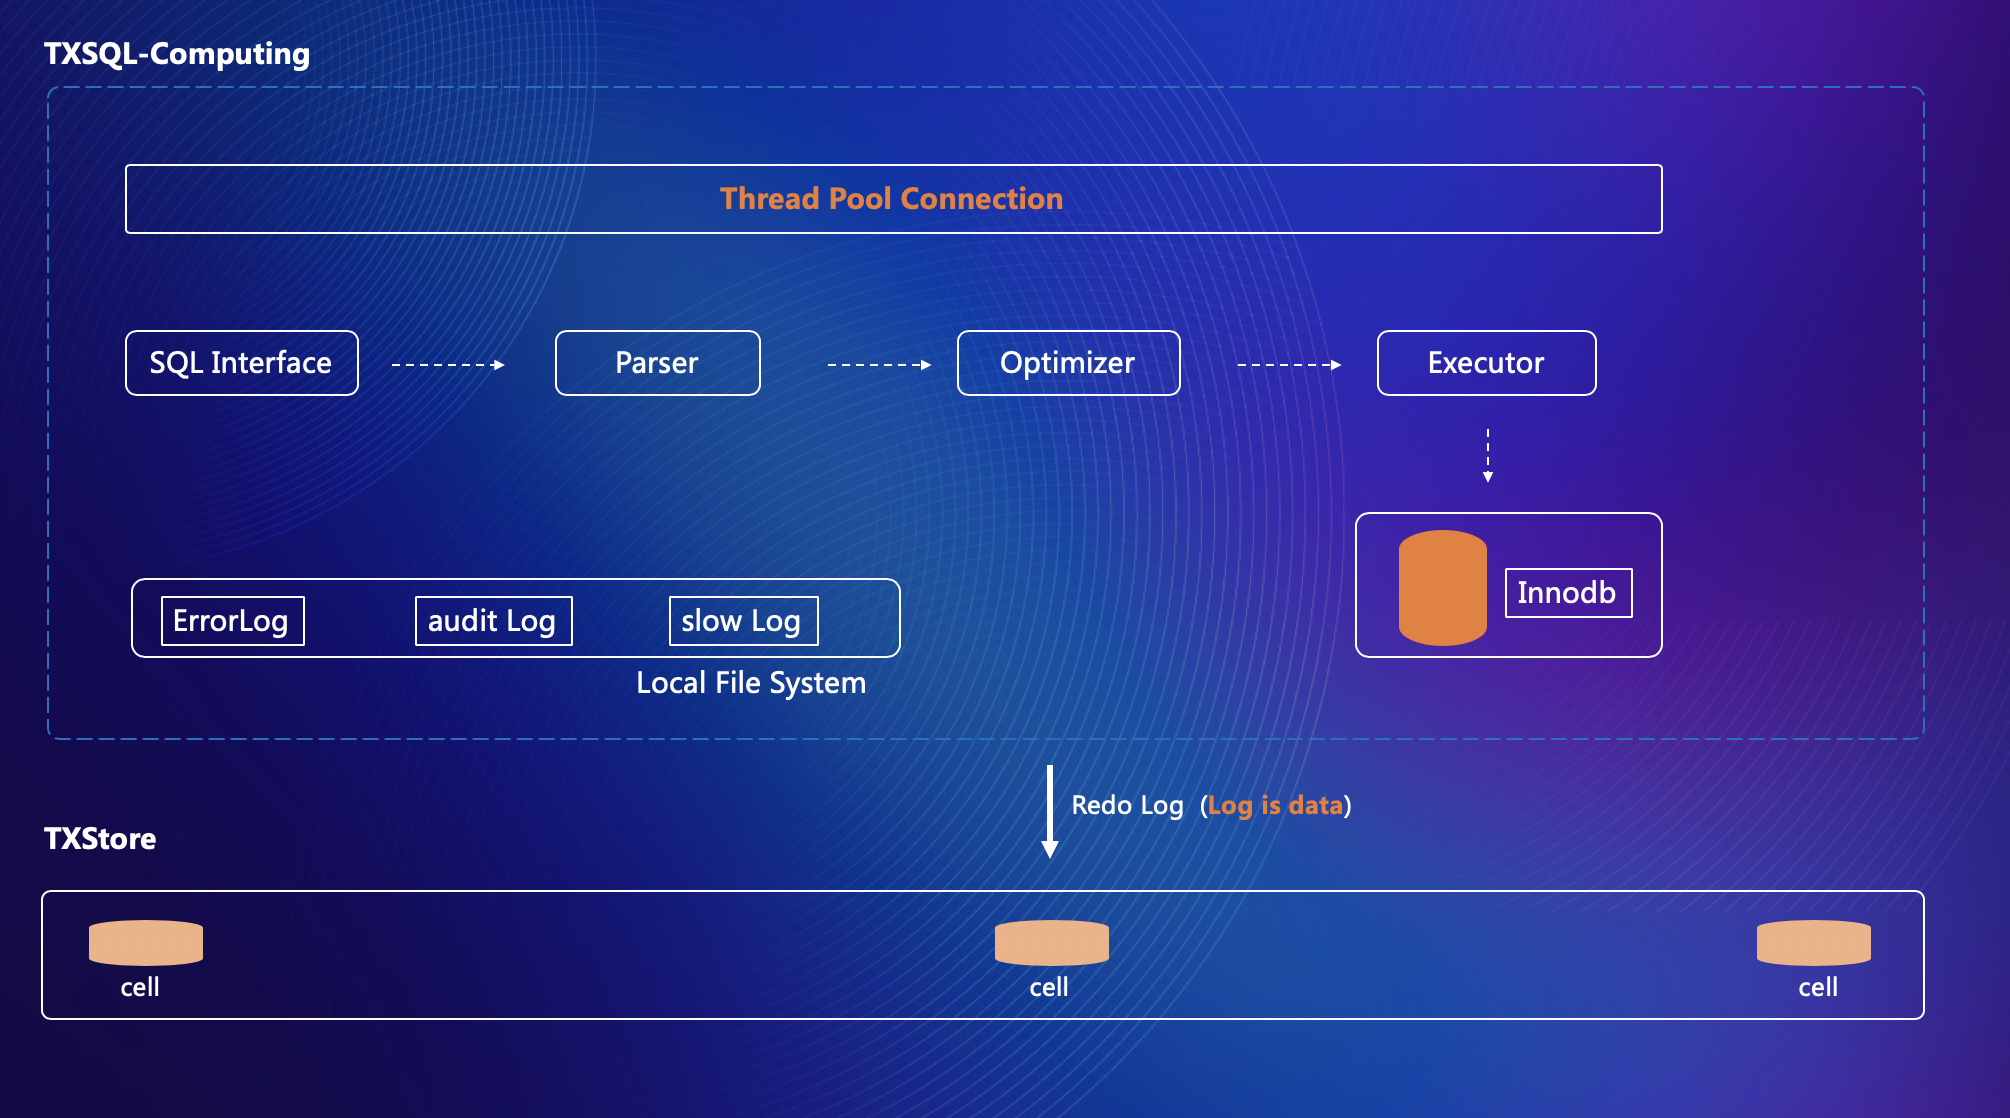 TXSQL-Computing
Thread Pool Connection
SQL Interface
Parser
Optimizer
Executor
Innodb
ErrorLog
audit Log
slow Log
Local File System
Redo Log (Log is data)
TXStore
cell
cell
cell